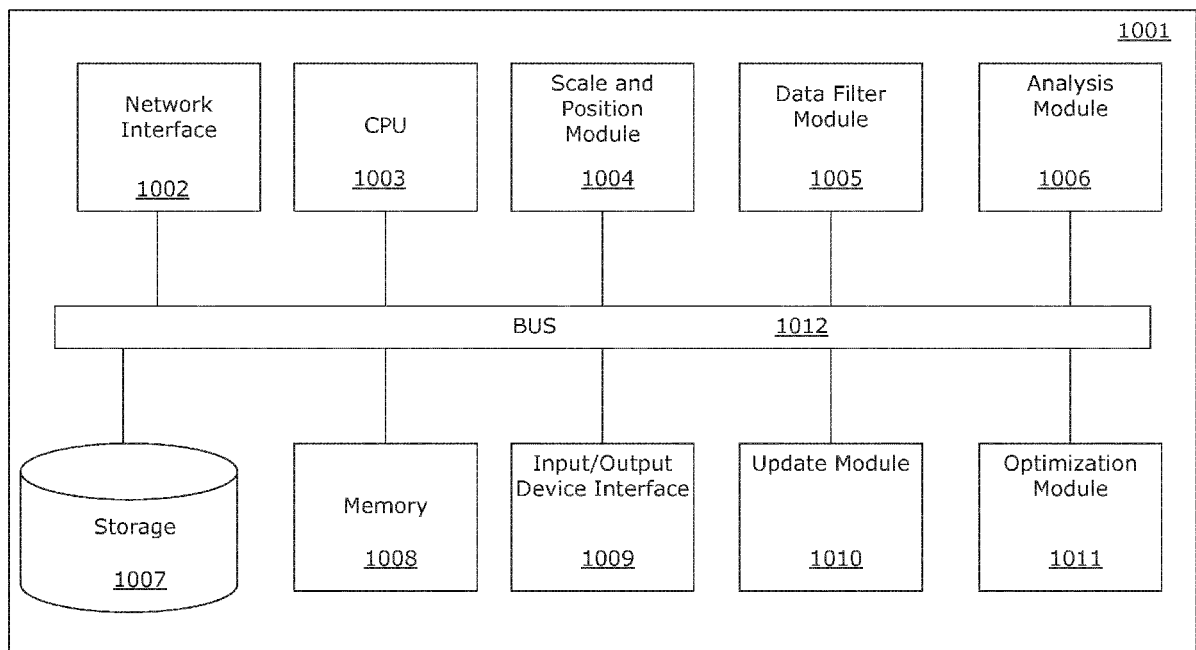 1001
Network
Interface
1002
CPU
1003
Scale and
Position
Module
1004
Data Filter
Module
1005
Analysis
Module
1006
BUS 1012
Storage
1007
Memory
1008
Input/Output
Device Interface
1009
Update Module
1010
Optimization
Module
1011